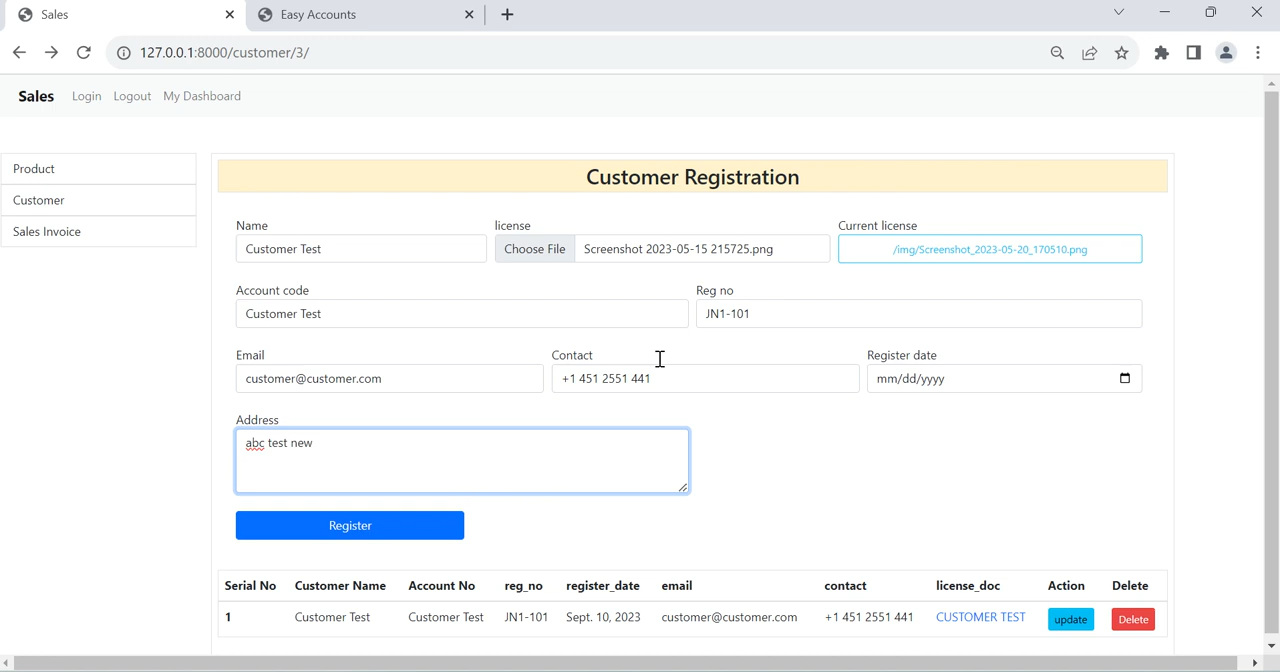 Sales
Easy Accounts
127.0.0.1:8000/customer/3/
Sales Login Logout My Dashboard
Product
Customer
Sales Invoice
Customer Registration
Name license Current license
Customer Test Choose File Screenshot 2023-05-15 215725.png /img/Screenshot_2023-05-20_170510.png
Account code Reg no
Customer Test JN1-101
Email Contact Register date
customer@customer.com +1 451 2551 441 mm/dd/yyyy
Address
abc test new
Register
Serial No Customer Name Account No reg_no register_date email contact license_doc Action Delete
1 Customer Test Customer Test JN1-101 Sept. 10, 2023 customer@customer.com +1 451 2551 441 CUSTOMER TEST update Delete